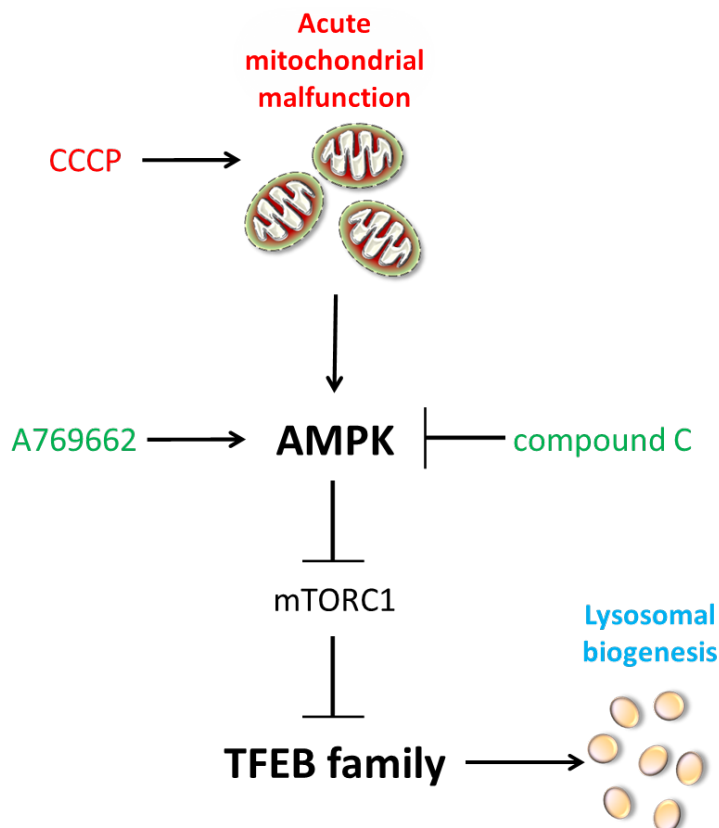 Acute
mitochondrial
malfunction
CCCP
A769662
AMPK
compound C
mTORC1
Lysosomal
biogenesis
TFEB family